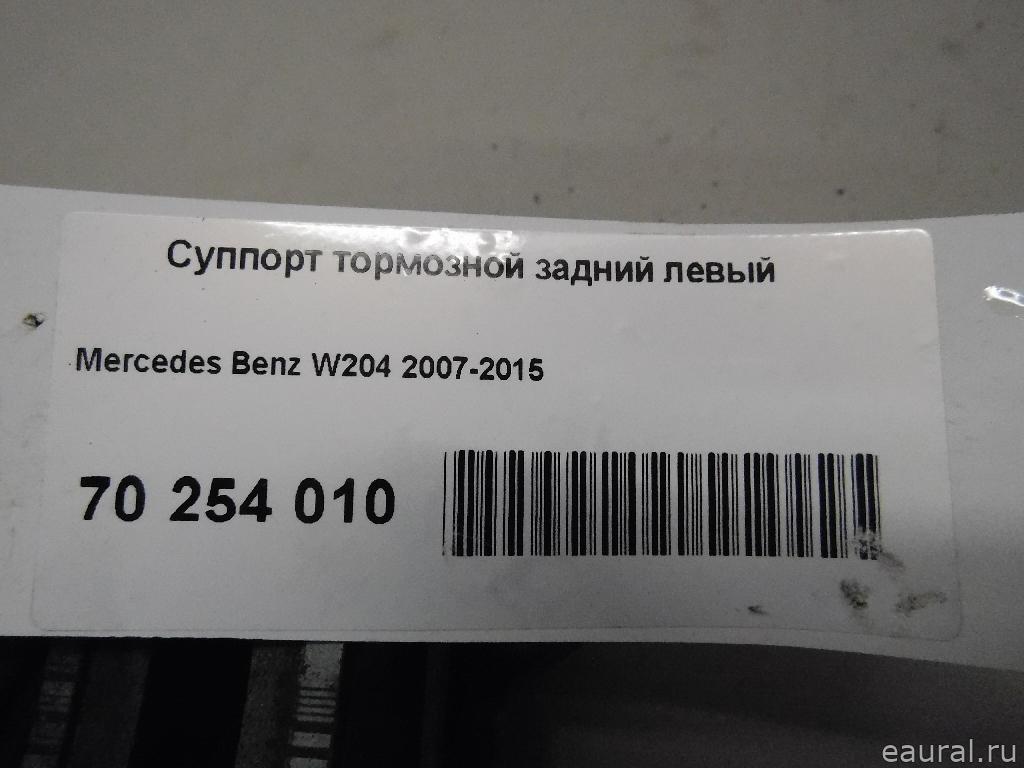 Суппорт тормозной задний левый
Mercedes Benz W204 2007-2015
70 254 010
eaural.ru